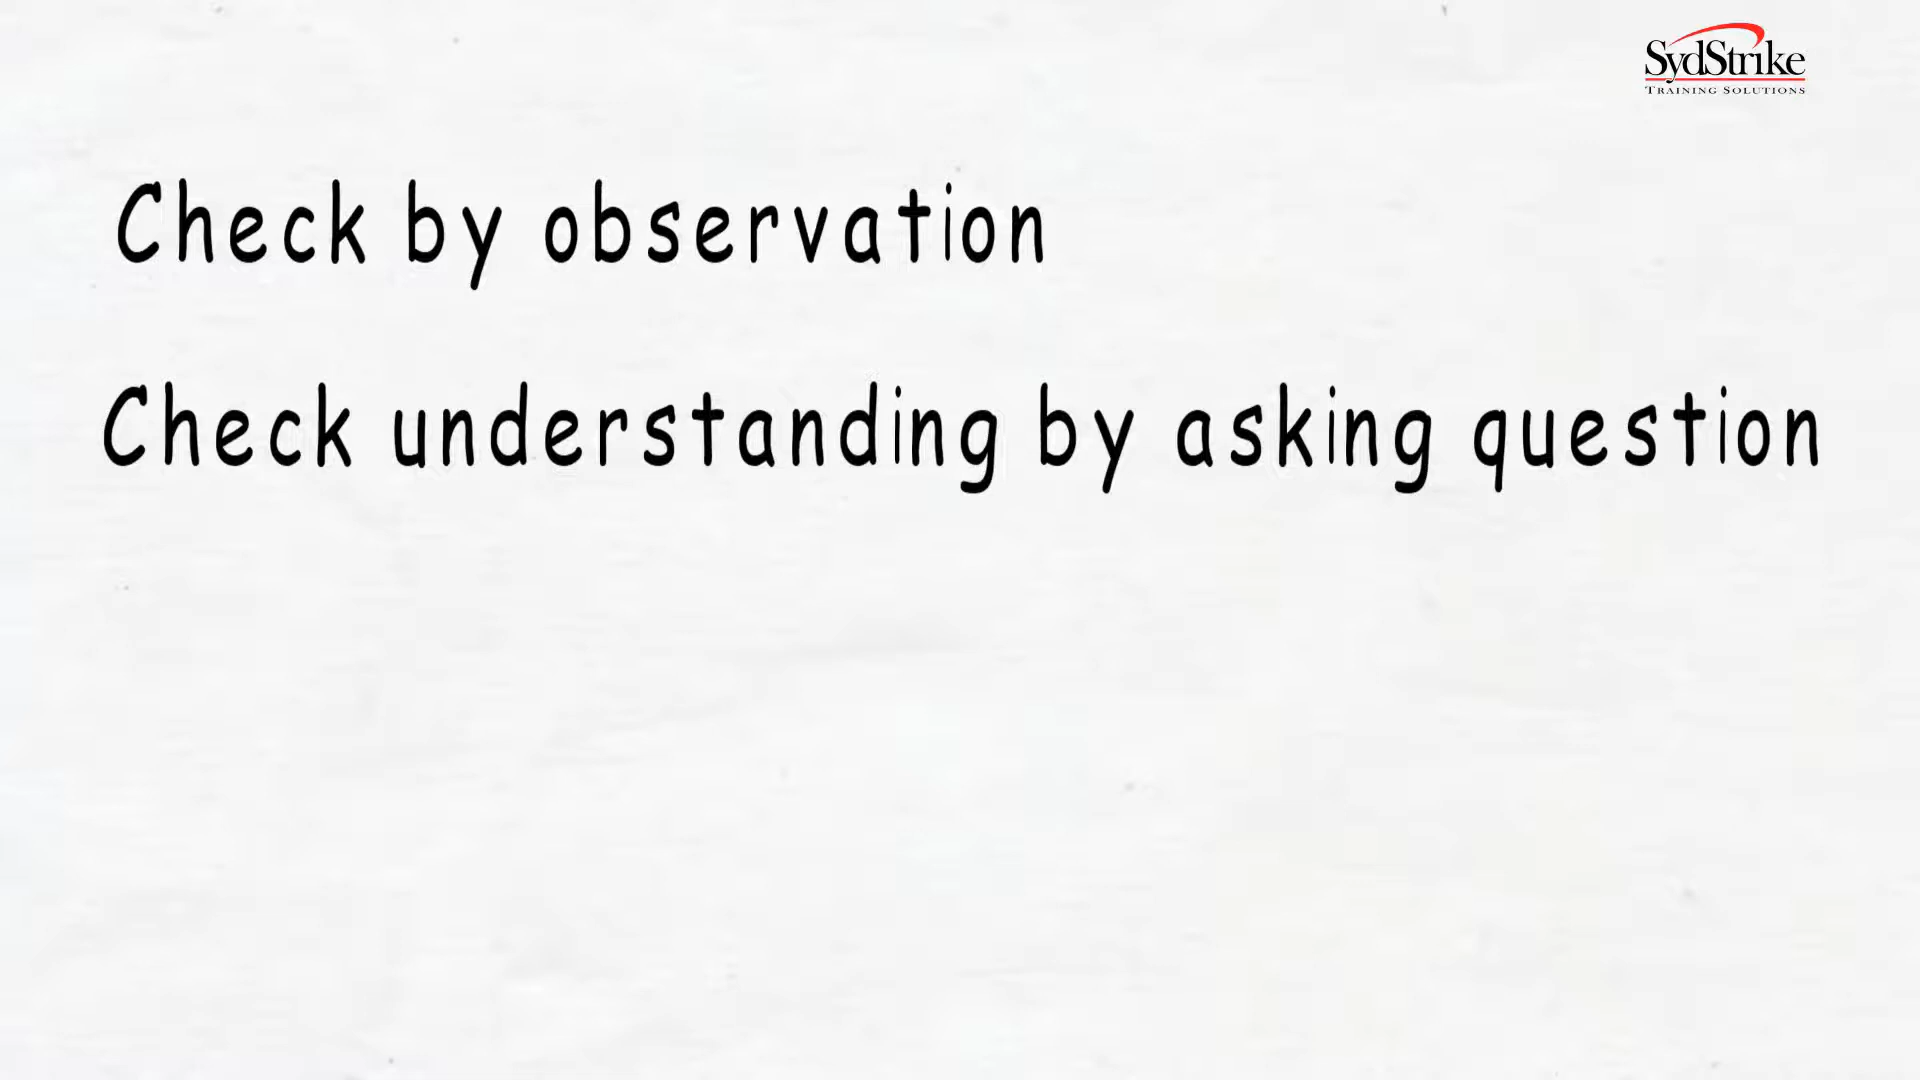 SydStrike
TRAINING SOLUTIONS
Check by observation
Check understanding by asking question